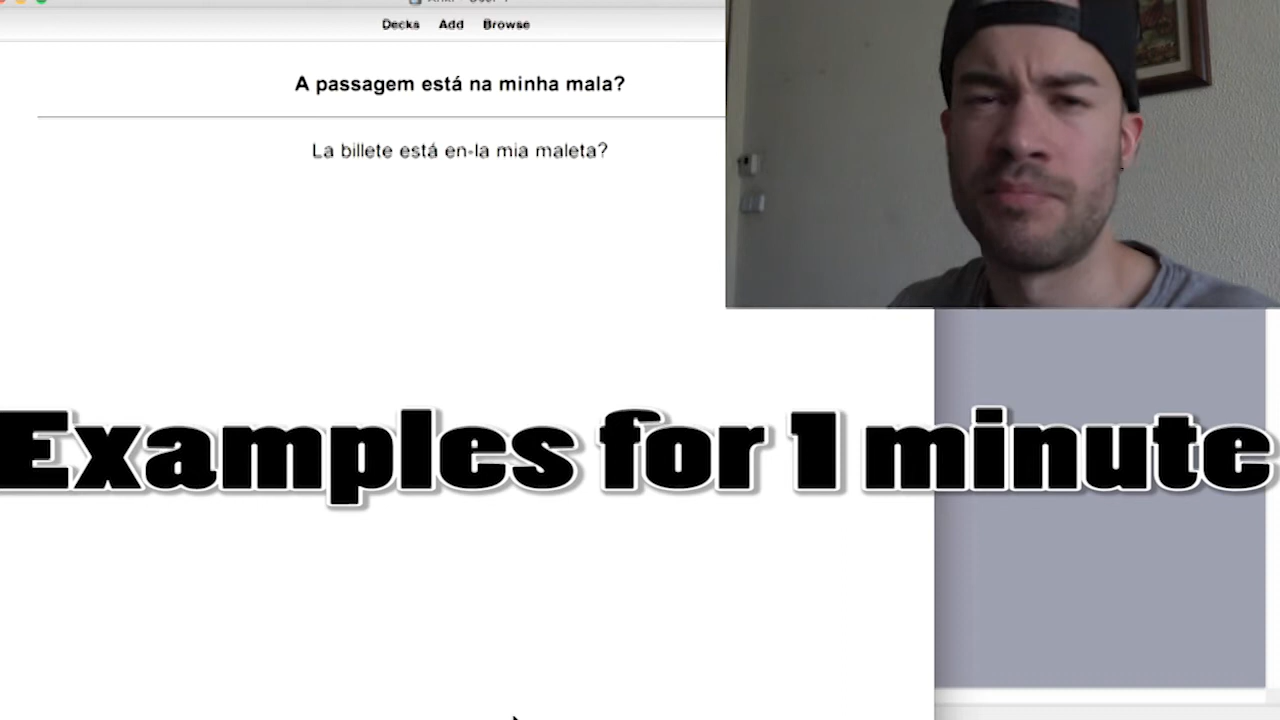 Decks Add Browse
A passagem está na minha mala?
La billete está en-la mia maleta?
Examples for 1 minute